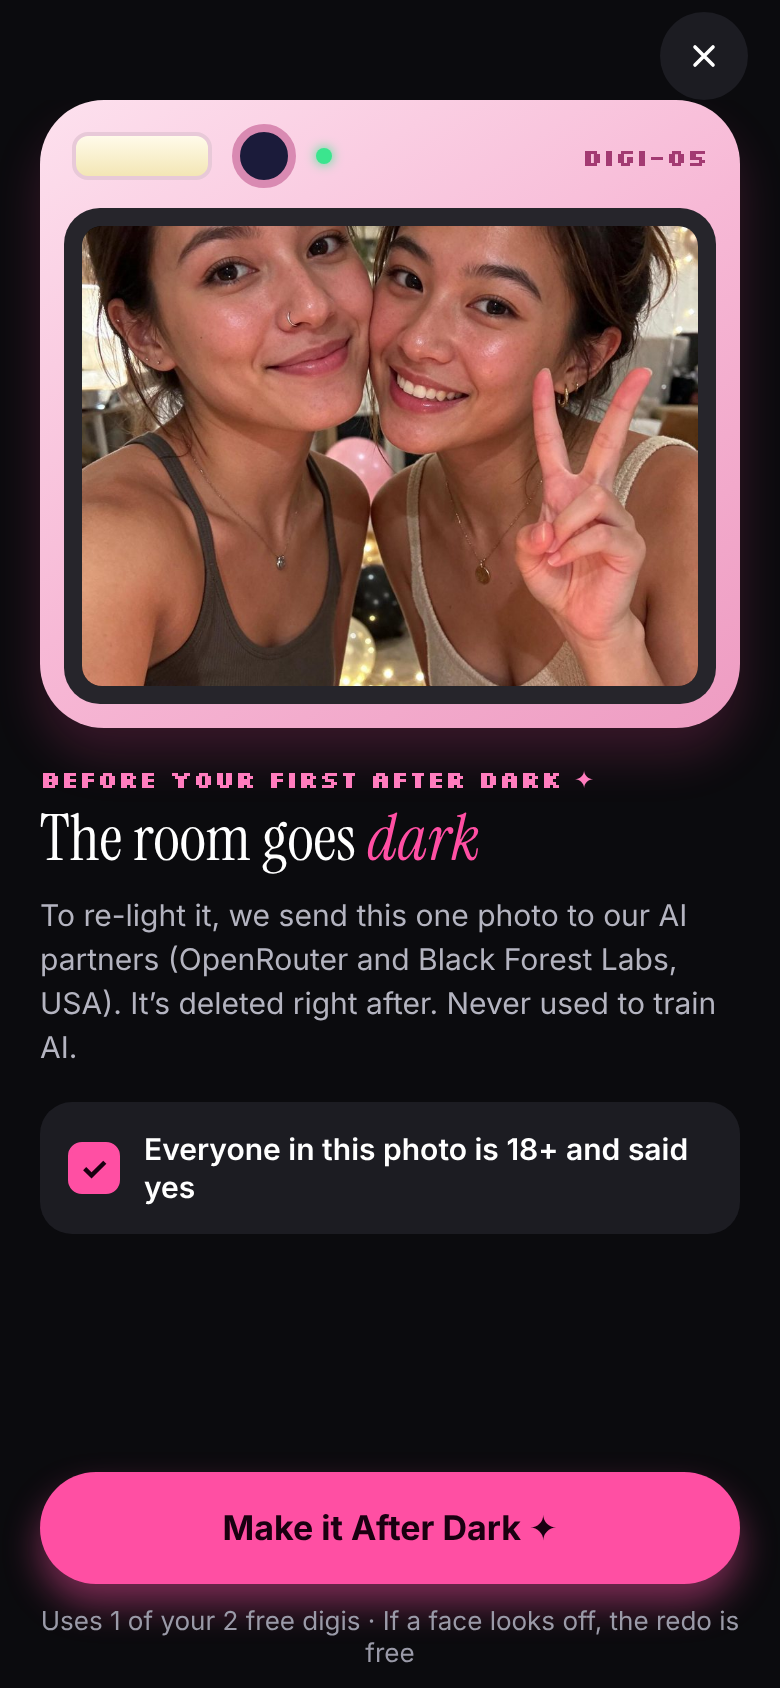 DIGI-05
BEFORE YOUR FIRST AFTER DARK ✦
The room goes dark
To re-light it, we send this one photo to our AI
partners (OpenRouter and Black Forest Labs,
USA). It’s deleted right after. Never used to train
AI.
Everyone in this photo is 18+ and said
yes
Make it After Dark ✦
Uses 1 of your 2 free digis · If a face looks off, the redo is
free